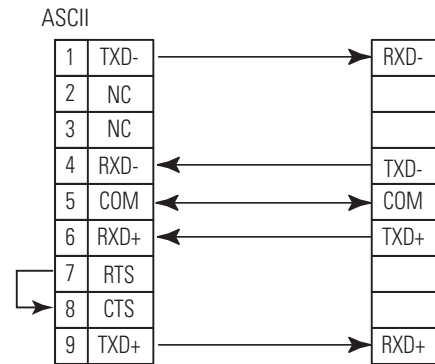 ASCII
1 TXD- RXD-
2 NC
3 NC
4 RXD- TXD-
5 COM COM
6 RXD+ TXD+
7 RTS
8 CTS
9 TXD+ RXD+